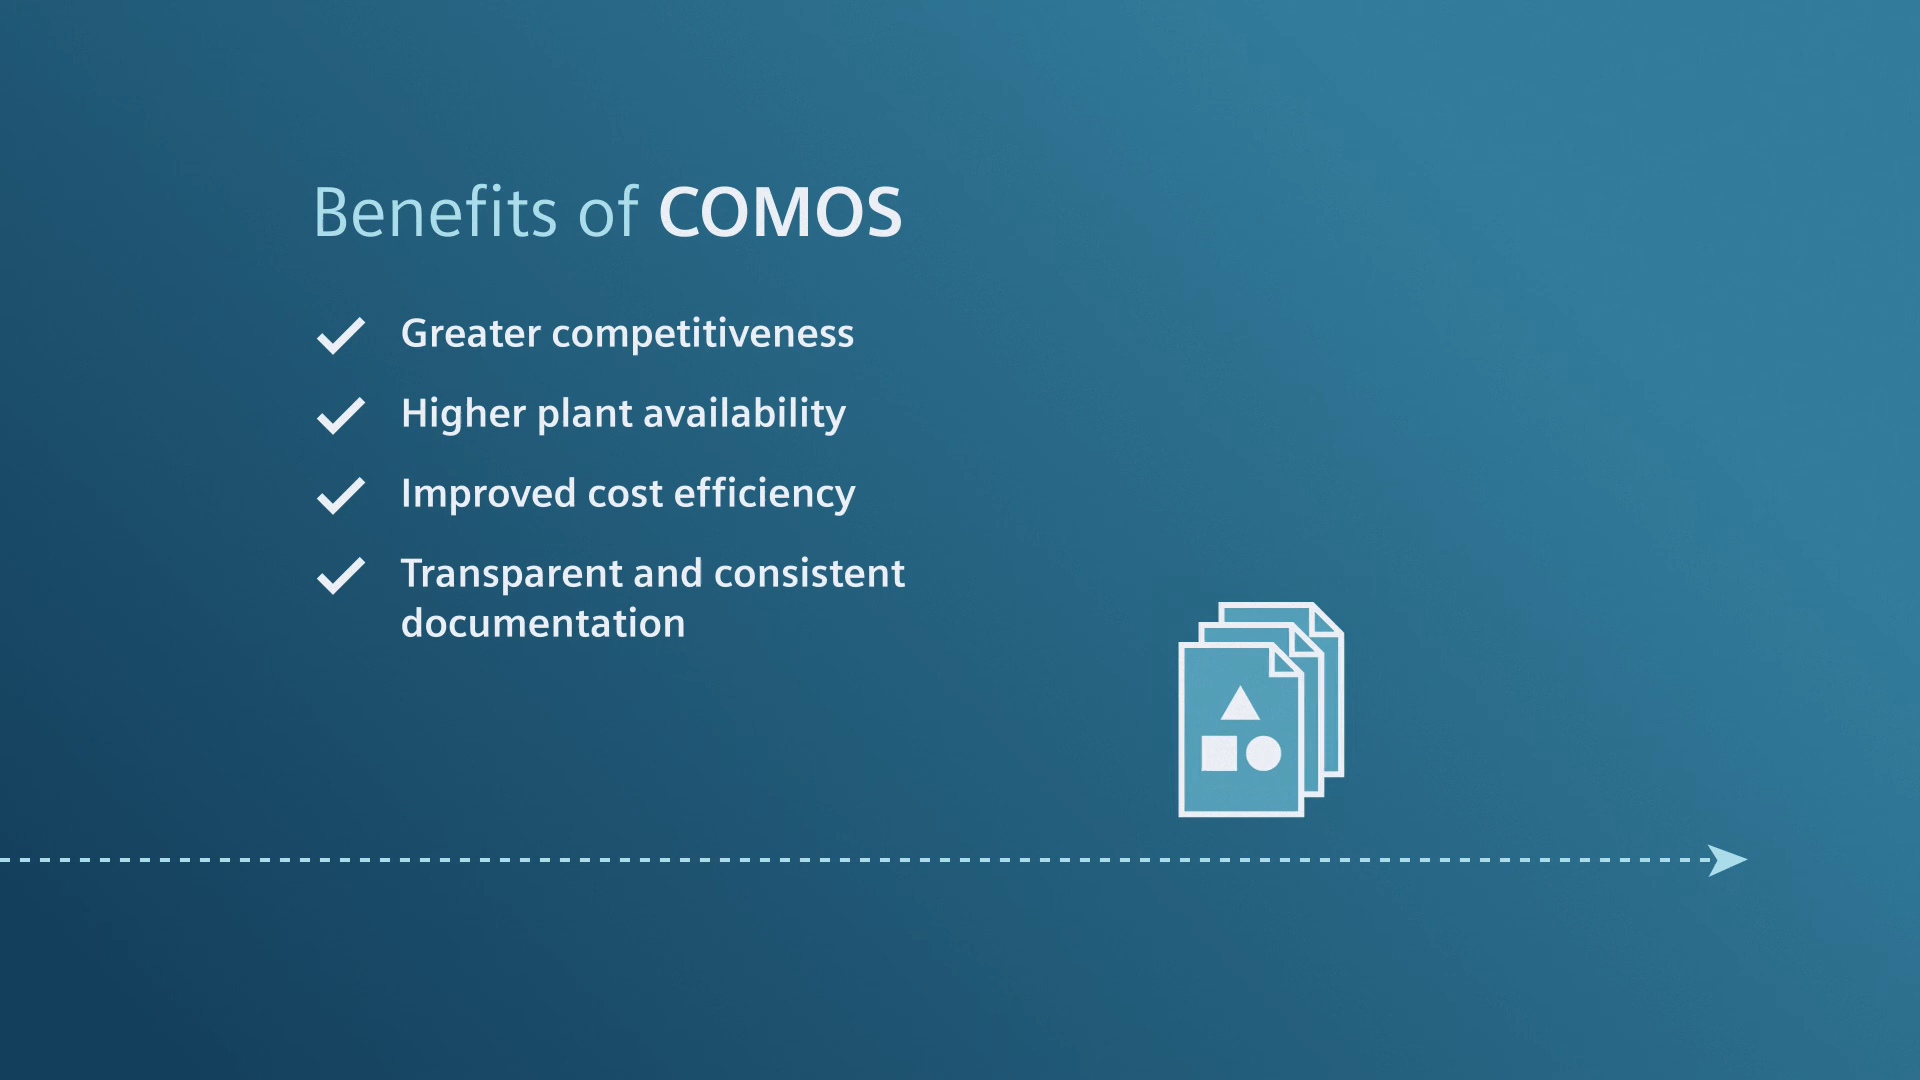 Benefits of COMOS
Greater competitiveness
Higher plant availability
Improved cost efficiency
Transparent and consistent
documentation